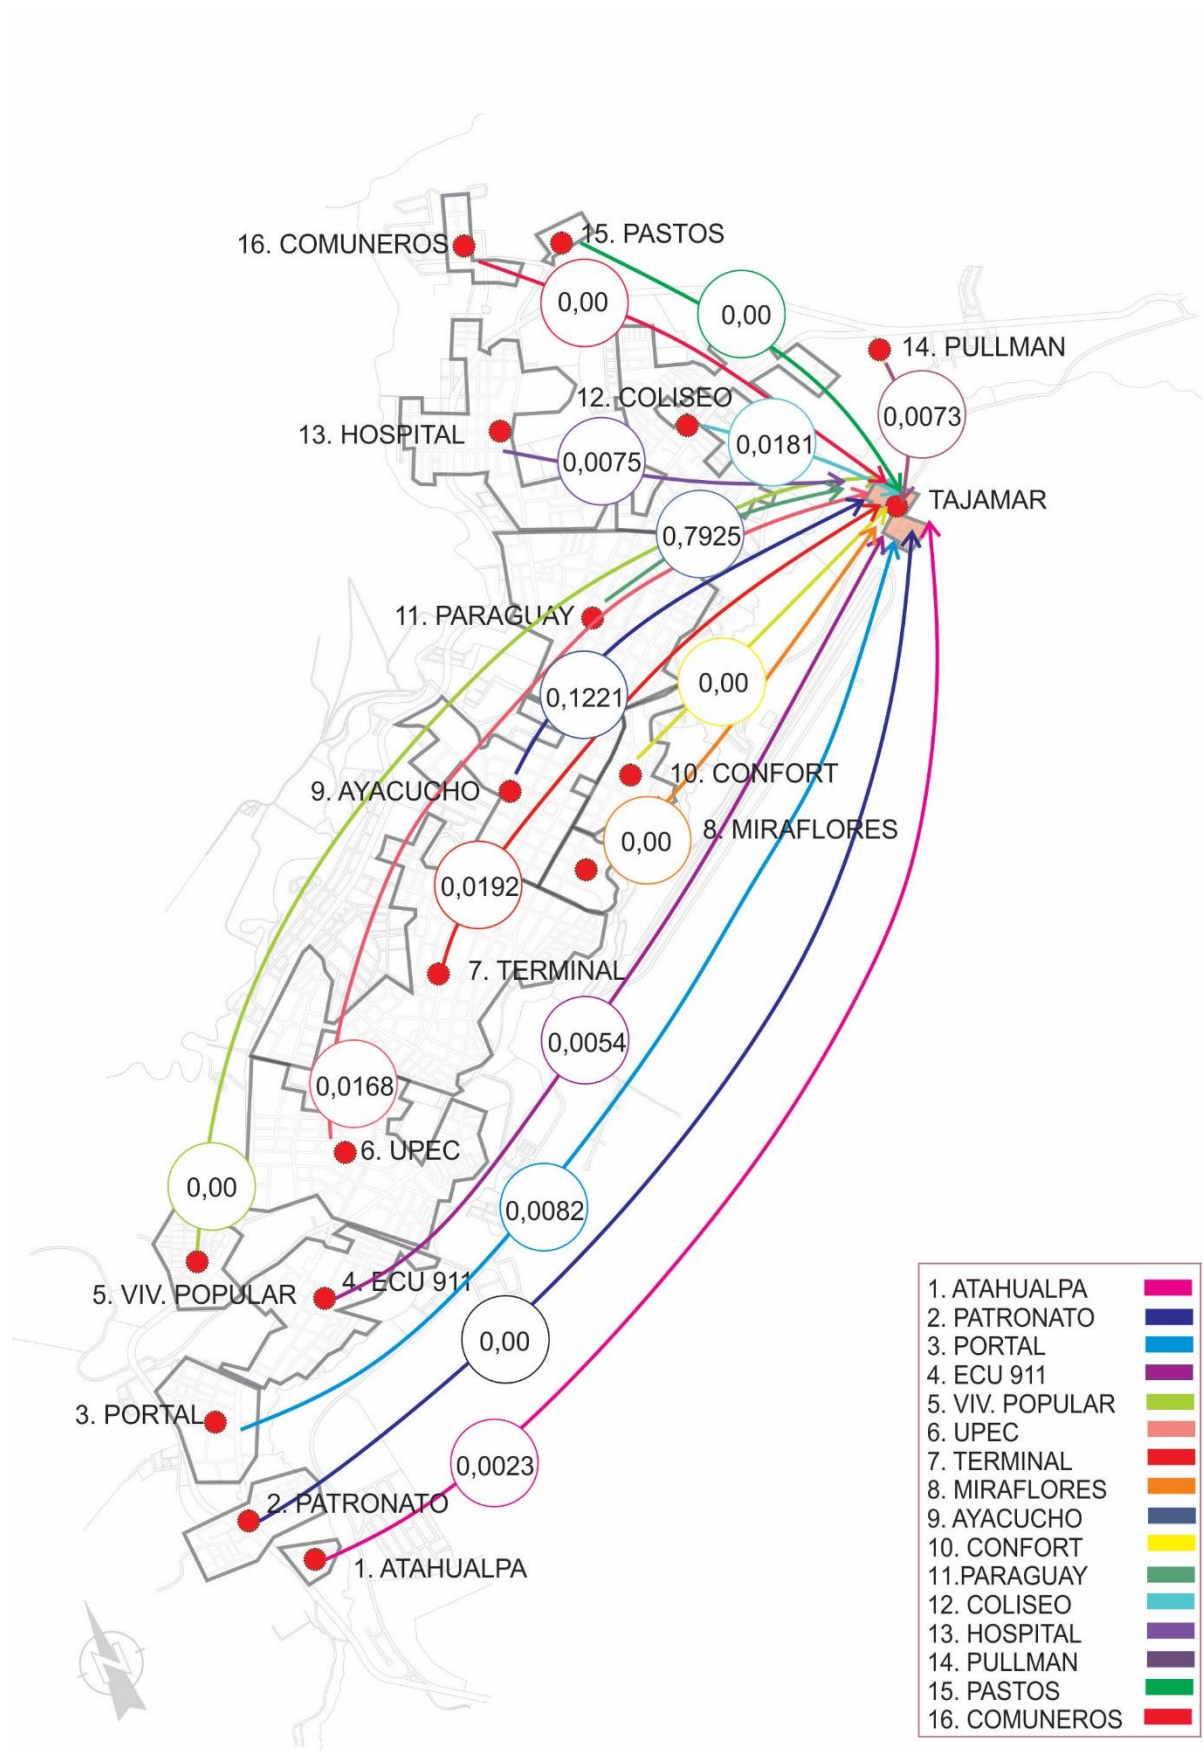 16. COMUNEROS
15. PASTOS
0,00
0,00
14. PULLMAN
12. COLISEO
0,0073
13. HOSPITAL
0,0181
0,0075
TAJAMAR
0,7925
11. PARAGUAY
0,1221
0,00
10. CONFORT
9. AYACUCHO
8. MIRAFLORES
0,00
0,0192
7. TERMINAL
0,0054
0,0168
6. UPEC
0,00
0,0082
4. ECU 911
5. VIV. POPULAR
0,00
3. PORTAL
0,0023
2. PATRONATO
1. ATAHUALPA
1. ATAHUALPA
2. PATRONATO
3. PORTAL
4. ECU 911
5. VIV. POPULAR
6. UPEC
7. TERMINAL
8. MIRAFLORES
9. AYACUCHO
10. CONFORT
11.PARAGUAY
12. COLISEO
13. HOSPITAL
14. PULLMAN
15. PASTOS
16. COMUNEROS